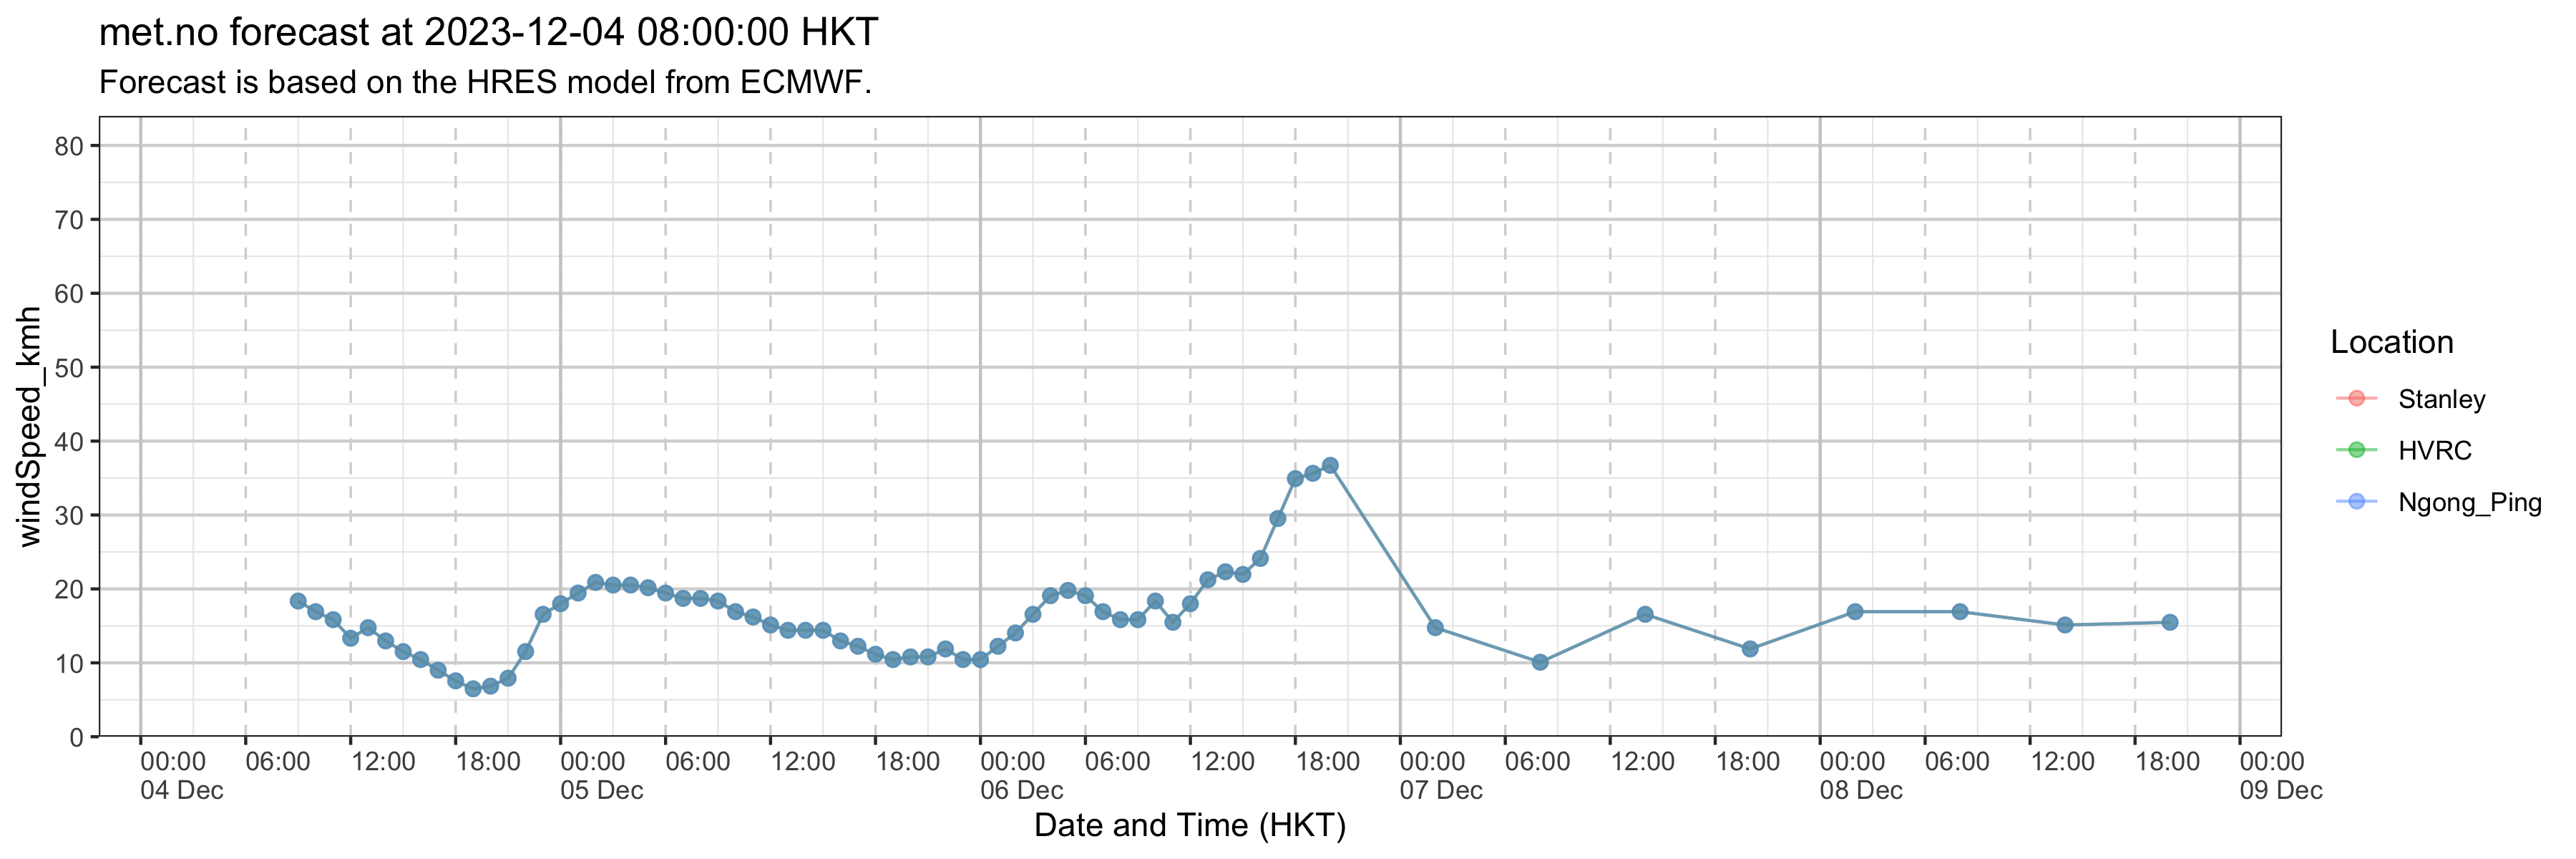 met.no forecast at 2023-12-04 08:00:00 HKT
Forecast is based on the HRES model from ECMWF.
windSpeed_kmh
80
70
60
50
40
30
20
10
0
00:00 06:00 12:00 18:00 00:00 06:00 12:00 18:00 00:00 06:00 12:00 18:00 00:00 06:00 12:00 18:00 00:00 06:00 12:00 18:00 00:00
04 Dec 05 Dec 06 Dec 07 Dec 08 Dec 09 Dec
Date and Time (HKT)
Location
Stanley
HVRC
Ngong_Ping